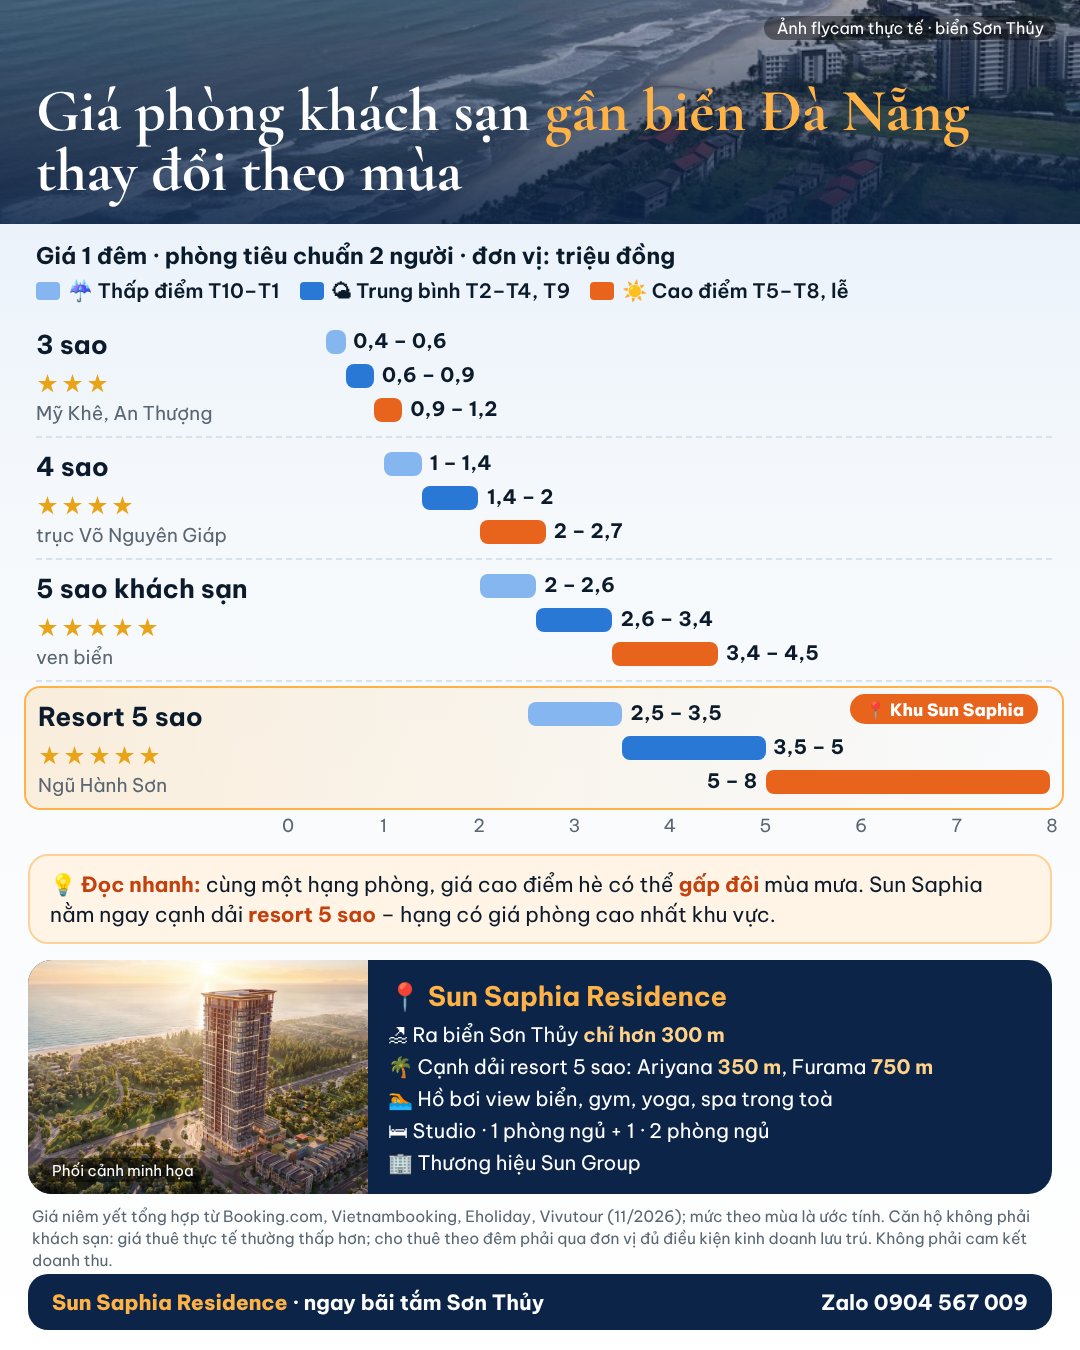 Ảnh flycam thực tế · biển Sơn Thủy
Giá phòng khách sạn gần biển Đà Nẵng
thay đổi theo mùa
Giá 1 đêm · phòng tiêu chuẩn 2 người · đơn vị: triệu đồng
☔ Thấp điểm T10–T1 🌤 Trung bình T2–T4, T9 ☀️ Cao điểm T5–T8, lễ
3 sao
★★★
Mỹ Khê, An Thượng
0,4 – 0,6
0,6 – 0,9
0,9 – 1,2
4 sao
★★★★
trục Võ Nguyên Giáp
1 – 1,4
1,4 – 2
2 – 2,7
5 sao khách sạn
★★★★★
ven biển
2 – 2,6
2,6 – 3,4
3,4 – 4,5
Resort 5 sao
★★★★★
Ngũ Hành Sơn
2,5 – 3,5
📍 Khu Sun Saphia
3,5 – 5
5 – 8
0 1 2 3 4 5 6 7 8
💡 Đọc nhanh: cùng một hạng phòng, giá cao điểm hè có thể gấp đôi mùa mưa. Sun Saphia
nằm ngay cạnh dải resort 5 sao – hạng có giá phòng cao nhất khu vực.
Phối cảnh minh họa
📍 Sun Saphia Residence
🏖 Ra biển Sơn Thủy chỉ hơn 300 m
🌴 Cạnh dải resort 5 sao: Ariyana 350 m, Furama 750 m
🏊 Hồ bơi view biển, gym, yoga, spa trong toà
🛏 Studio · 1 phòng ngủ + 1 · 2 phòng ngủ
🏢 Thương hiệu Sun Group
Giá niêm yết tổng hợp từ Booking.com, Vietnambooking, Eholiday, Vivutour (11/2026); mức theo mùa là ước tính. Căn hộ không phải
khách sạn: giá thuê thực tế thường thấp hơn; cho thuê theo đêm phải qua đơn vị đủ điều kiện kinh doanh lưu trú. Không phải cam kết
doanh thu.
Sun Saphia Residence · ngay bãi tắm Sơn Thủy
Zalo 0904 567 009